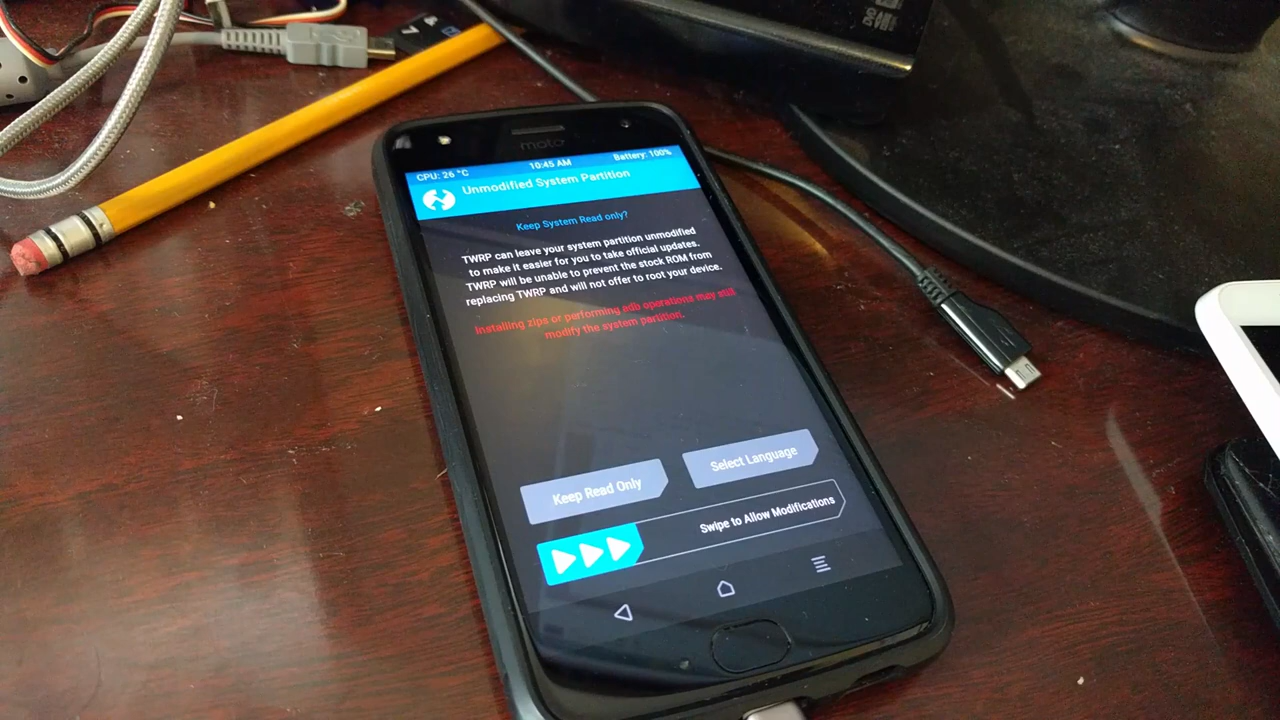 4
7
moto
CPU: 26 °C
10:45 AM
Battery: 100%
Unmodified System Partition
Keep System Read only?
TWRP can leave your system partition unmodified
to make it easier for you to take official updates.
TWRP will be unable to prevent the stock ROM from
replacing TWRP and will not offer to root your device.
Installing zips or performing adb operations may still
modify the system partition.
Keep Read Only
Select Language
Swipe to Allow Modifications